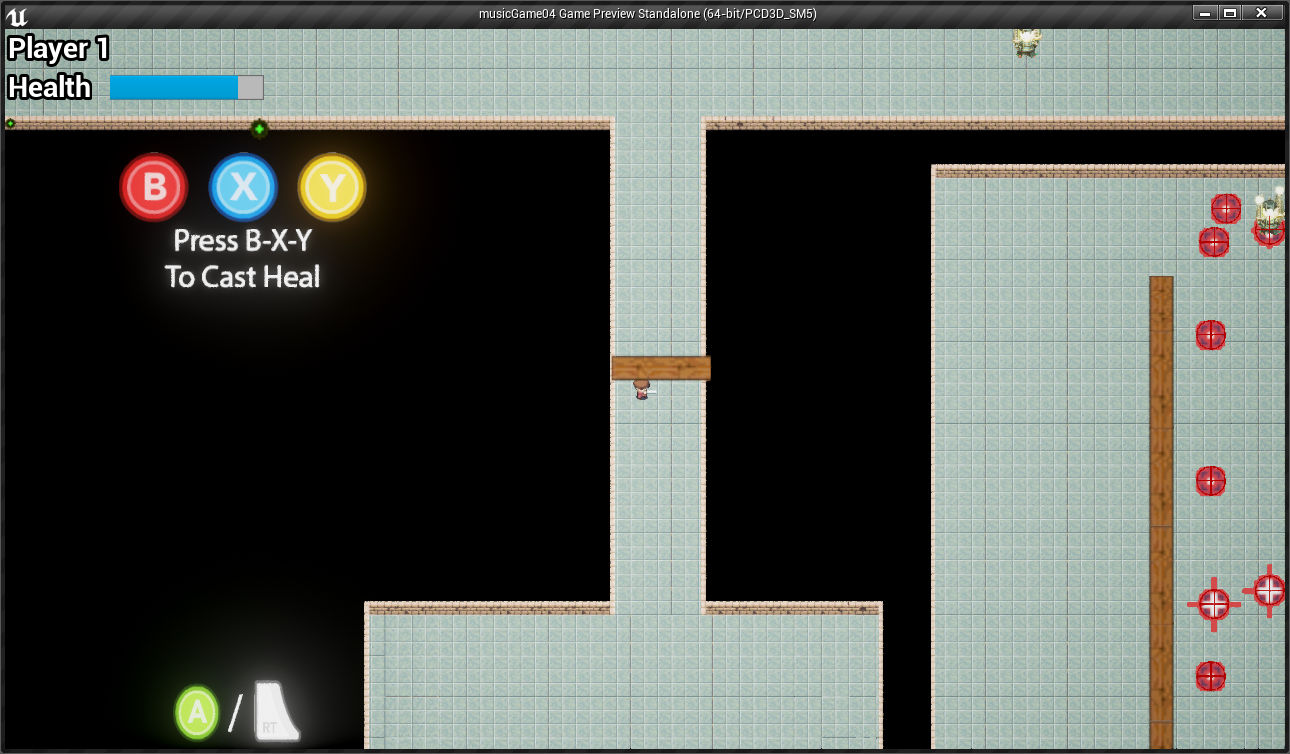 musicGame04 Game Preview Standalone (64-bit/PCD3D_SM5)
Player 1
Health
B X Y
Press B-X-Y
To Cast Heal
A / RT